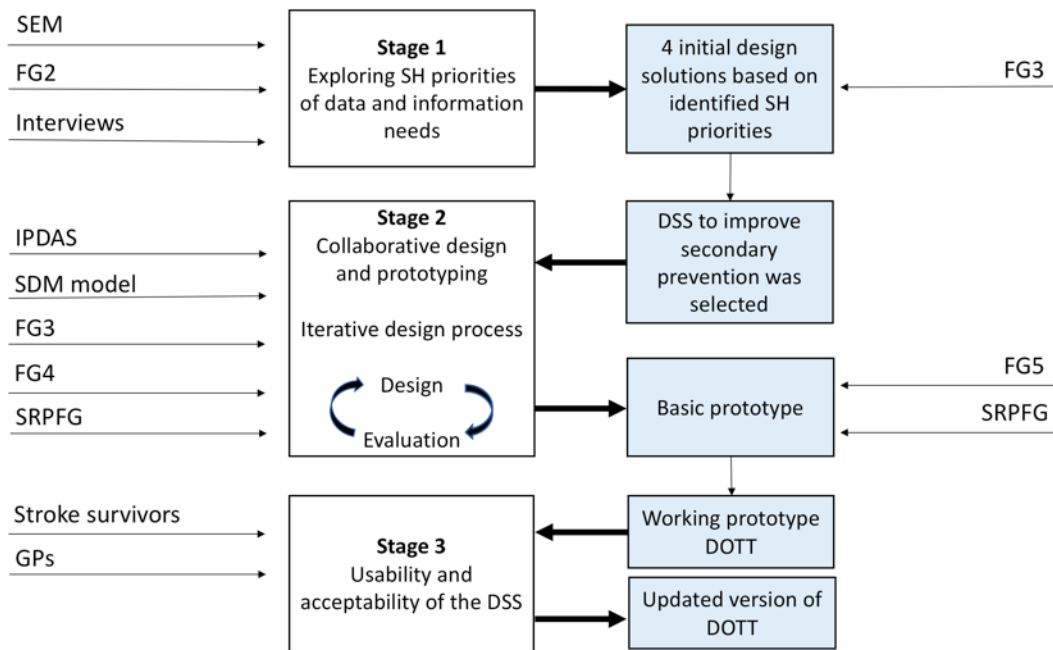 SEM
FG2
Interviews
Stage 1
Exploring SH priorities
of data and information
needs
4 initial design
solutions based on
identified SH
priorities
FG3
IPDAS
SDM model
FG3
FG4
SRPFG
Stage 2
Collaborative design
and prototyping
Iterative design process
Design
Evaluation
DSS to improve
secondary
prevention was
selected
Basic prototype
FG5
SRPFG
Stroke survivors
GPs
Stage 3
Usability and
acceptability of the DSS
Working prototype
DOTT
Updated version of
DOTT